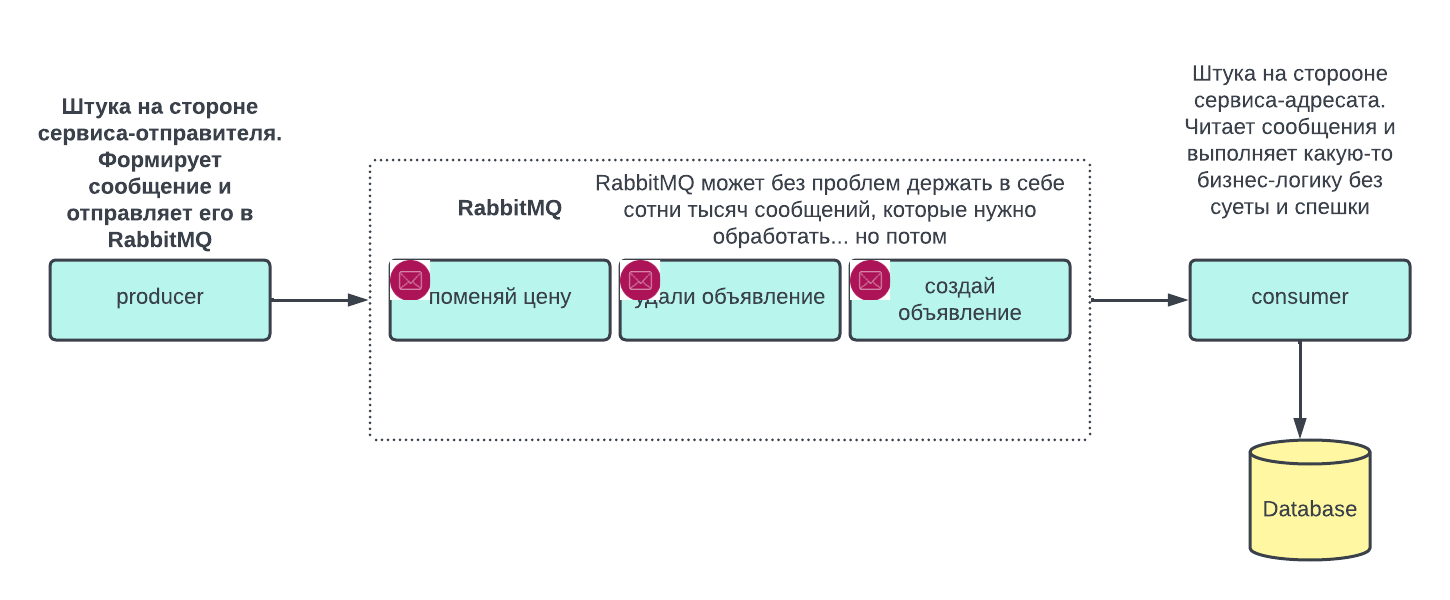 Штука на стороне
сервиса-отправителя.
Формирует
сообщение и
отправляет его в
RabbitMQ
producer
RabbitMQ
RabbitMQ может без проблем держать в себе
сотни тысяч сообщений, которые нужно
обработать... но потом
поменяй цену
удали объявление
создай
объявление
Штука на сторооне
сервиса-адресата.
Читает сообщения и
выполняет какую-то
бизнес-логику без
суеты и спешки
consumer
Database